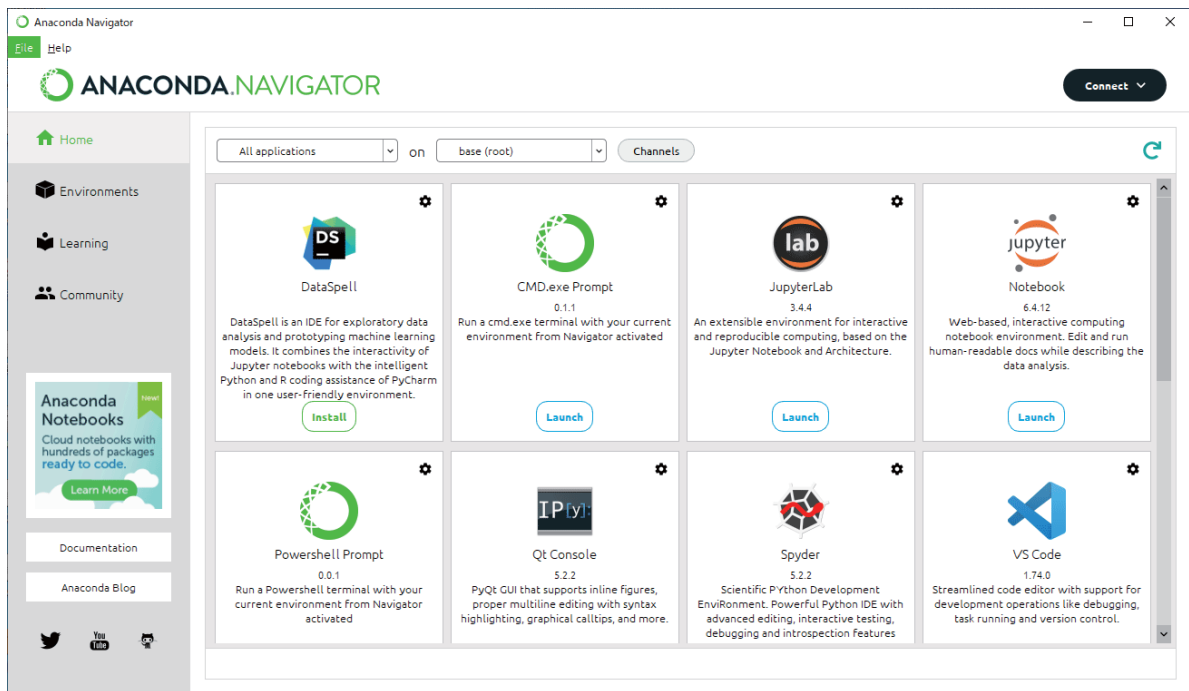 Anaconda Navigator
File Help
ANACONDA.NAVIGATOR
Connect
Home
Environments
Learning
Community
Anaconda
Notebooks
New!
Cloud notebooks with
hundreds of packages
ready to code.
Learn More
Documentation
Anaconda Blog
You
Tube
All applications on base (root) Channels
DS
DataSpell
DataSpell is an IDE for exploratory data
analysis and prototyping machine learning
models. It combines the interactivity of
Jupyter notebooks with the intelligent
Python and R coding assistance of PyCharm
in one user-friendly environment.
Install
CMD.exe Prompt
0.1.1
Run a cmd.exe terminal with your current
environment from Navigator activated
Launch
lab
JupyterLab
3.4.4
An extensible environment for interactive
and reproducible computing, based on the
Jupyter Notebook and Architecture.
Launch
jupyter
Notebook
6.4.12
Web-based, interactive computing
notebook environment. Edit and run
human-readable docs while describing the
data analysis.
Launch
Powershell Prompt
0.0.1
Run a Powershell terminal with your
current environment from Navigator
activated
IP[y]:
Qt Console
5.2.2
PyQt GUI that supports inline figures,
proper multiline editing with syntax
highlighting, graphical calltips, and more.
Spyder
5.2.2
Scientific PYthon Development
EnviRonment. Powerful Python IDE with
advanced editing, interactive testing,
debugging and introspection features
VS Code
1.74.0
Streamlined code editor with support for
development operations like debugging,
task running and version control.